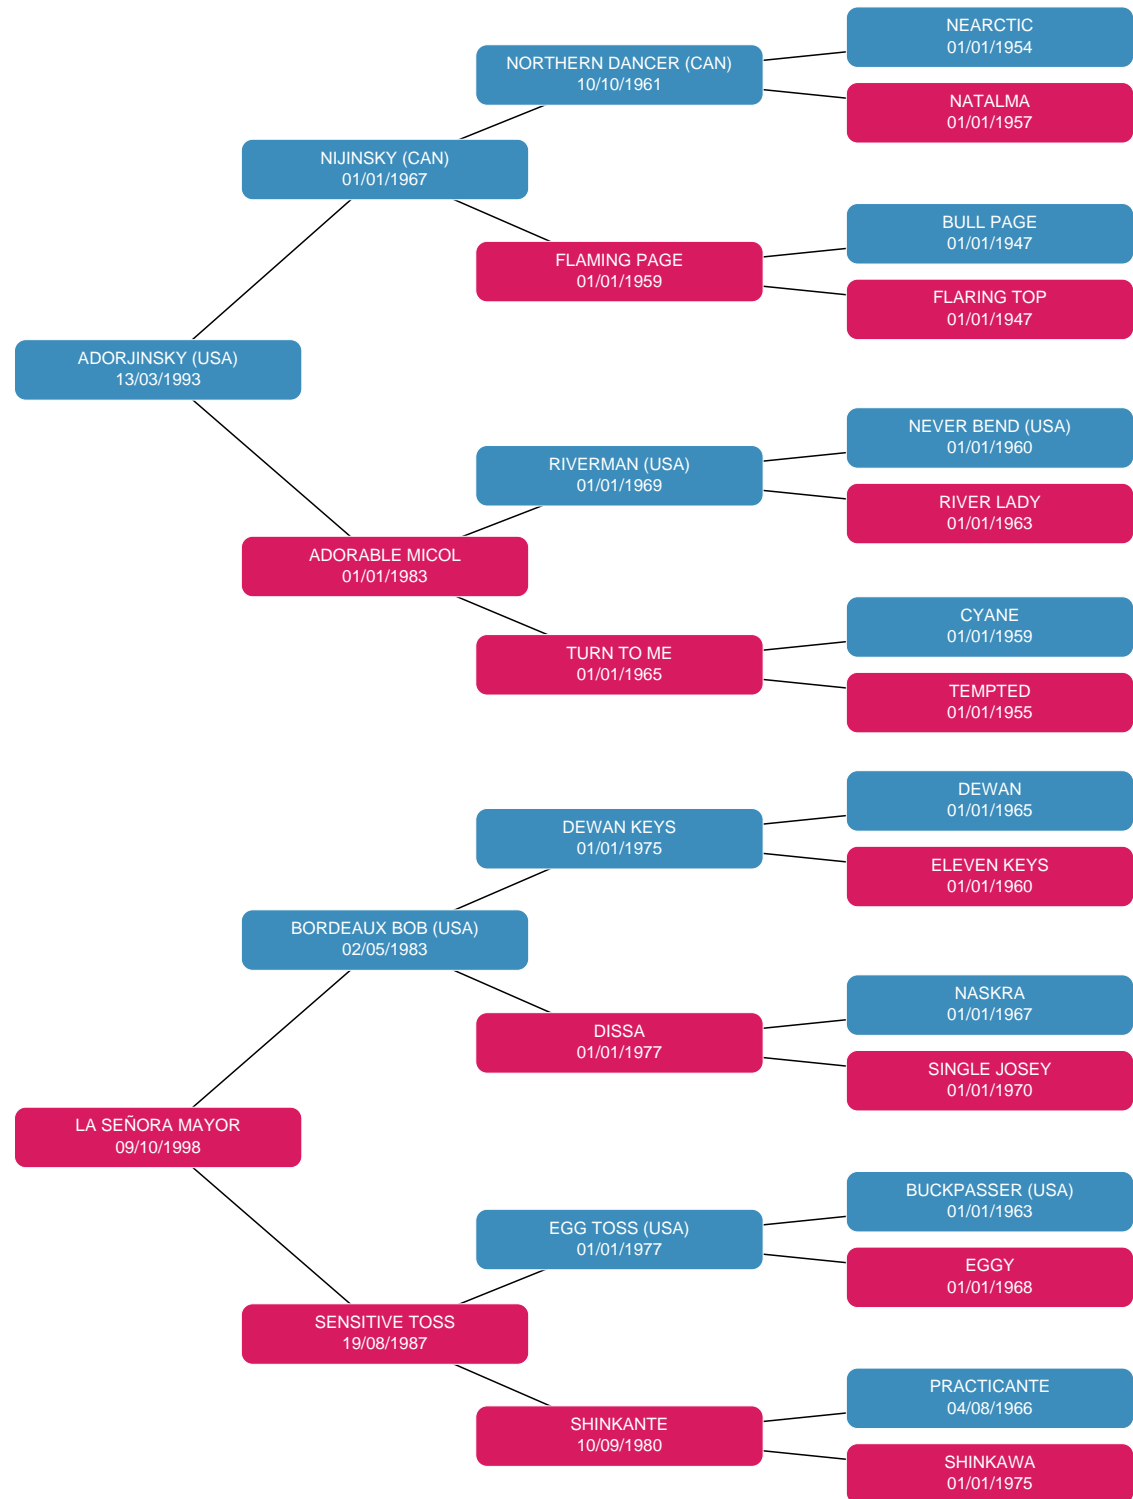 NEARCTIC
01/01/1954
NORTHERN DANCER (CAN)
10/10/1961
NATALMA
01/01/1957
NIJINSKY (CAN)
01/01/1967
BULL PAGE
01/01/1947
FLAMING PAGE
01/01/1959
FLARING TOP
01/01/1947
ADORJINSKY (USA)
13/03/1993
NEVER BEND (USA)
01/01/1960
RIVERMAN (USA)
01/01/1969
RIVER LADY
01/01/1963
ADORABLE MICOL
01/01/1983
CYANE
01/01/1959
TURN TO ME
01/01/1965
TEMPTED
01/01/1955
DEWAN
01/01/1965
DEWAN KEYS
01/01/1975
ELEVEN KEYS
01/01/1960
BORDEAUX BOB (USA)
02/05/1983
NASKRA
01/01/1967
DISSA
01/01/1977
SINGLE JOSEY
01/01/1970
LA SEÑORA MAYOR
09/10/1998
BUCKPASSER (USA)
01/01/1963
EGG TOSS (USA)
01/01/1977
EGGY
01/01/1968
SENSITIVE TOSS
19/08/1987
PRACTICANTE
04/08/1966
SHINKANTE
10/09/1980
SHINKAWA
01/01/1975